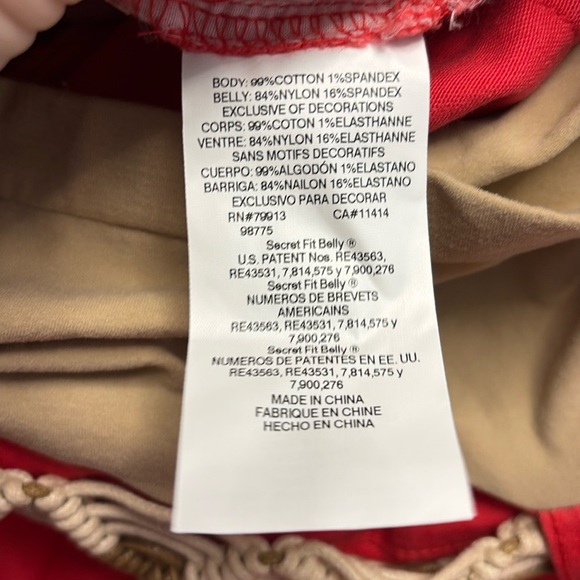 BODY: 99%COTTON 1%SPANDEX
BELLY: 84%NYLON 16%SPANDEX
EXCLUSIVE OF DECORATIONS
CORPS: 99%COTON 1%ELASTHANNE
VENTRE: 84%NYLON 16%ELASTHANNE
SANS MOTIFS DECORATIFS
CUERPO: 99%ALGODÓN 1%ELASTANO
BARRIGA: 84%NAILON 16%ELASTANO
EXCLUSIVO PARA DECORAR
RN#79913 CA#11414
98775
Secret Fit Belly ®
U.S. PATENT Nos. RE43563,
RE43531, 7,814,575 y 7,900,276
Secret Fit Belly ®
NUMEROS DE BREVETS
AMERICAINS
RE43563, RE43531, 7,814,575 y
7,900,276
Secret Fit Belly ®
NUMEROS DE PATENTES EN EE. UU.
RE43563, RE43531, 7,814,575 y
7,900,276
MADE IN CHINA
FABRIQUE EN CHINE
HECHO EN CHINA